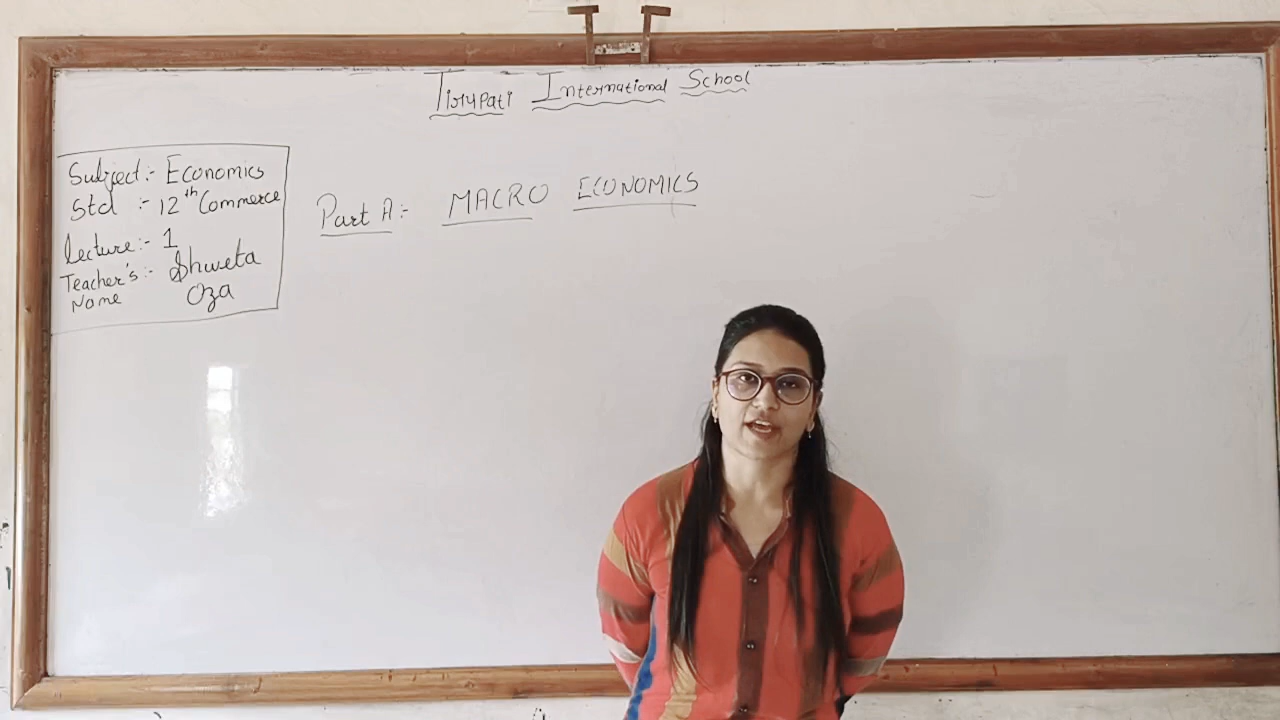 Tirupati International School
Subject:- Economics
Std :- 12th Commerce
Lecture:- 1
Teacher's:- Shweta
Name Oza
Part A:- MACRO ECONOMICS